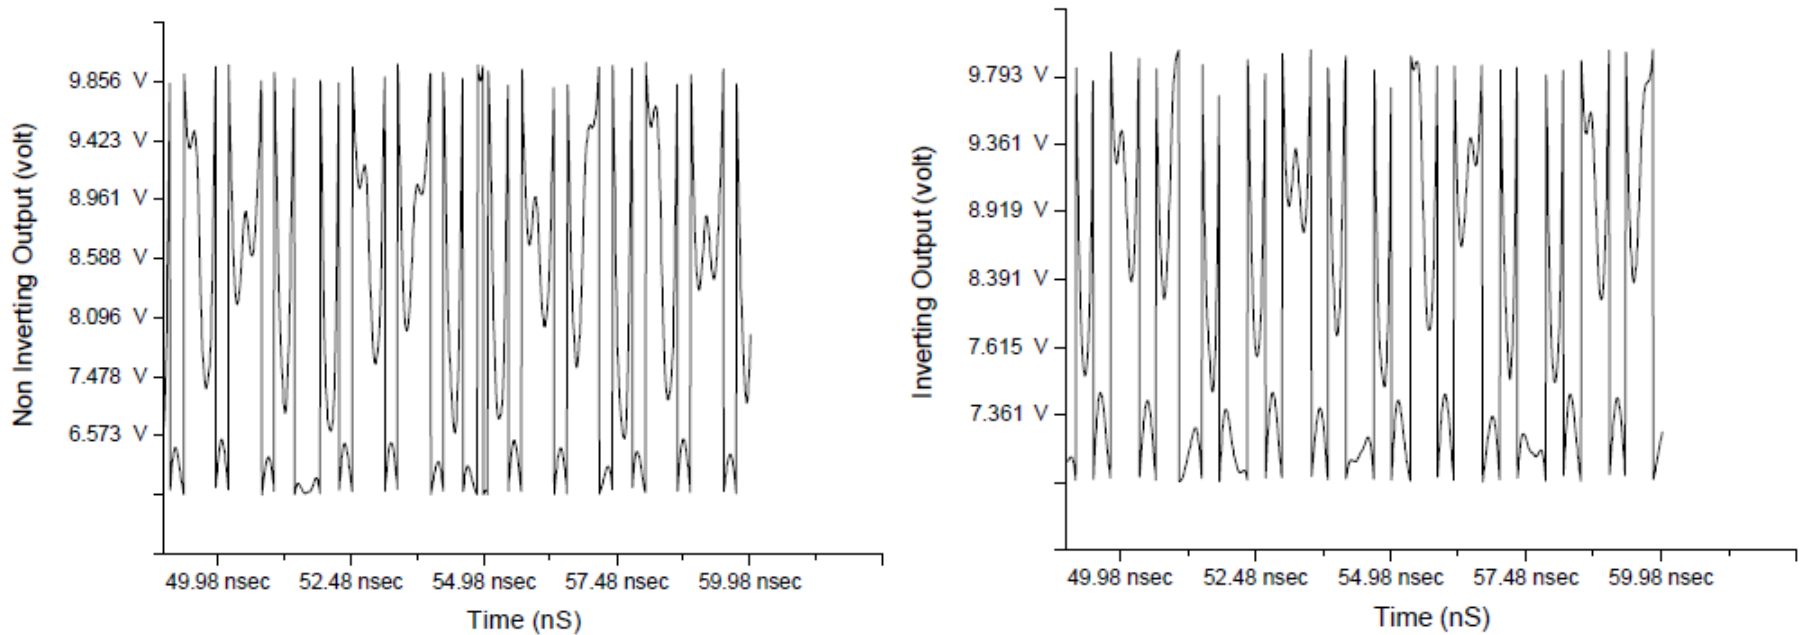 Non Inverting Output (volt)
9.856 V
9.423 V
8.961 V
8.588 V
8.096 V
7.478 V
6.573 V
49.98 nsec 52.48 nsec 54.98 nsec 57.48 nsec 59.98 nsec
Time (nS)
Inverting Output (volt)
9.793 V
9.361 V
8.919 V
8.391 V
7.615 V
7.361 V
49.98 nsec 52.48 nsec 54.98 nsec 57.48 nsec 59.98 nsec
Time (nS)